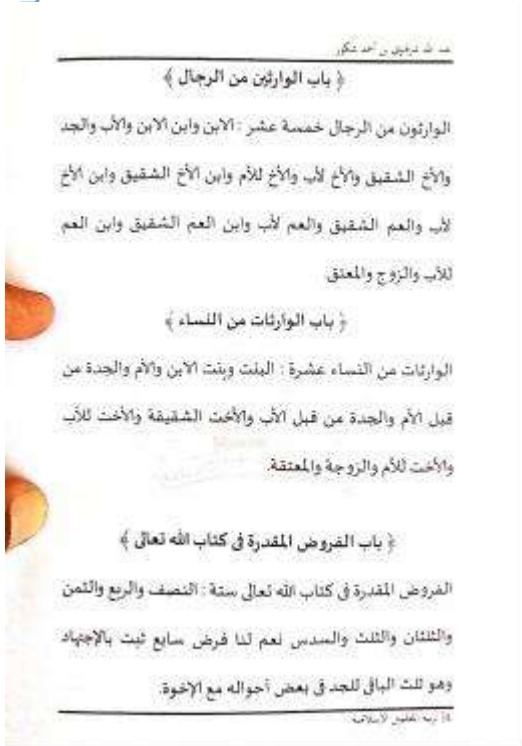 عبد الله
بن أحمد شكور
﴿ باب الوارثين من الرجال ﴾
الوارثون من الرجال خمسة عشر : الابن وابن الابن والأب والجد
والأخ الشقيق والأخ لأب والأخ للأم وابن الأخ الشقيق وابن الأخ
لأب والعم الشقيق والعم لأب وابن العم الشقيق وابن العم
للأب والزوج والمعتق
﴿ باب الوارثات من النساء ﴾
الوارثات من النساء عشرة : البنت وبنت الابن والأم والجدة من
قبل الأم والجدة من قبل الأب والأخت الشقيقة والأخت للأب
والأخت للأم والزوجة والمعتقة.
﴿ باب الفروض المقدرة في كتاب الله تعالى ﴾
الفروض المقدرة في كتاب الله تعالى ستة : النصف والربع والثمن
والثلثان والثلث والسدس نعم لنا فرض سابع ثبت بالإجتهاد
وهو ثلث الباقي للجد في بعض أحواله مع الإخوة.